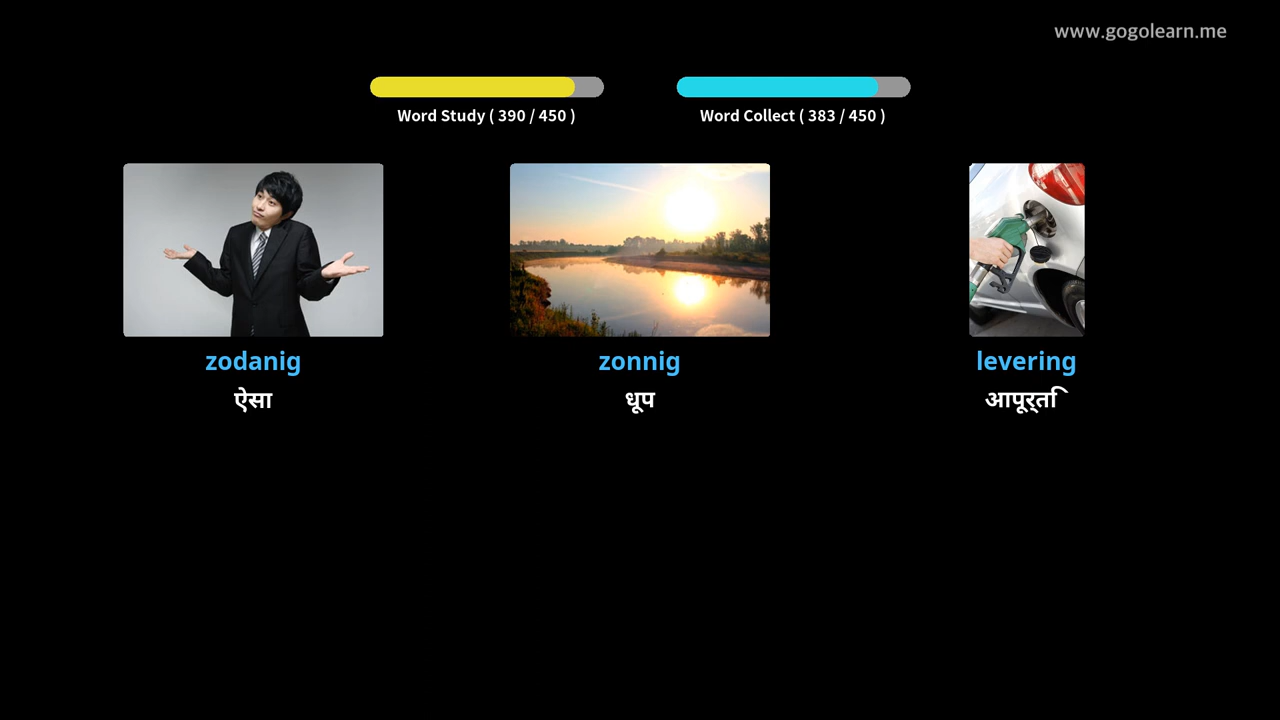 www.gogolearn.me
Word Study ( 390 / 450 )
Word Collect ( 383 / 450 )
zodanig
zonnig
levering
ऐसा
धूप
आपूर्ति